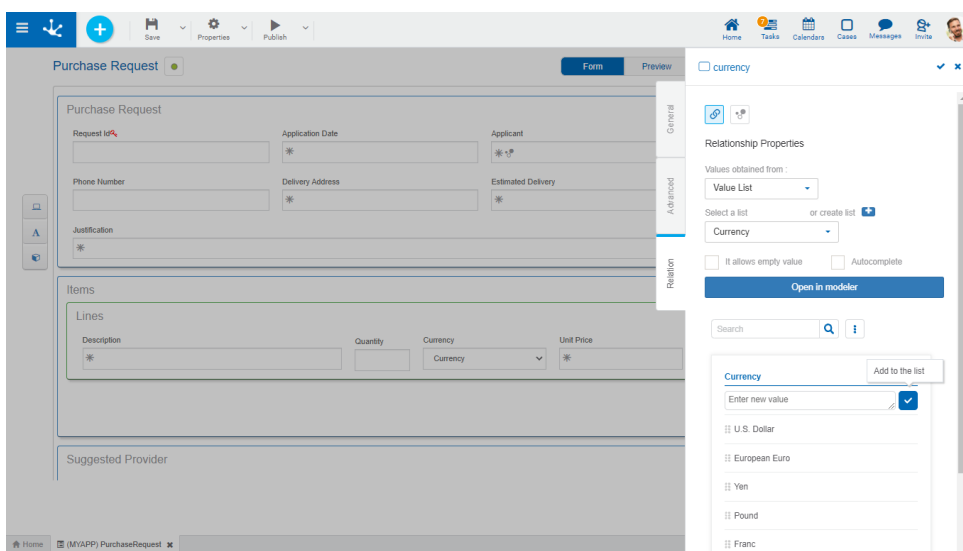 Save
Properties
Publish
Home
7
Tasks
Calendars
Cases
Messages
Invite
Purchase Request
Form
Preview
Purchase Request
Request Id
Application Date
Applicant
Phone Number
Delivery Address
Estimated Delivery
Justification
A
Items
Lines
Description
Quantity
Currency
Unit Price
Currency
Suggested Provider
Home
(MYAPP) PurchaseRequest
General
Advanced
Relation
currency
Relationship Properties
Values obtained from :
Value List
Select a list
or create list
Currency
It allows empty value
Autocomplete
Open in modeler
Search
Add to the list
Currency
Enter new value
U.S. Dollar
European Euro
Yen
Pound
Franc